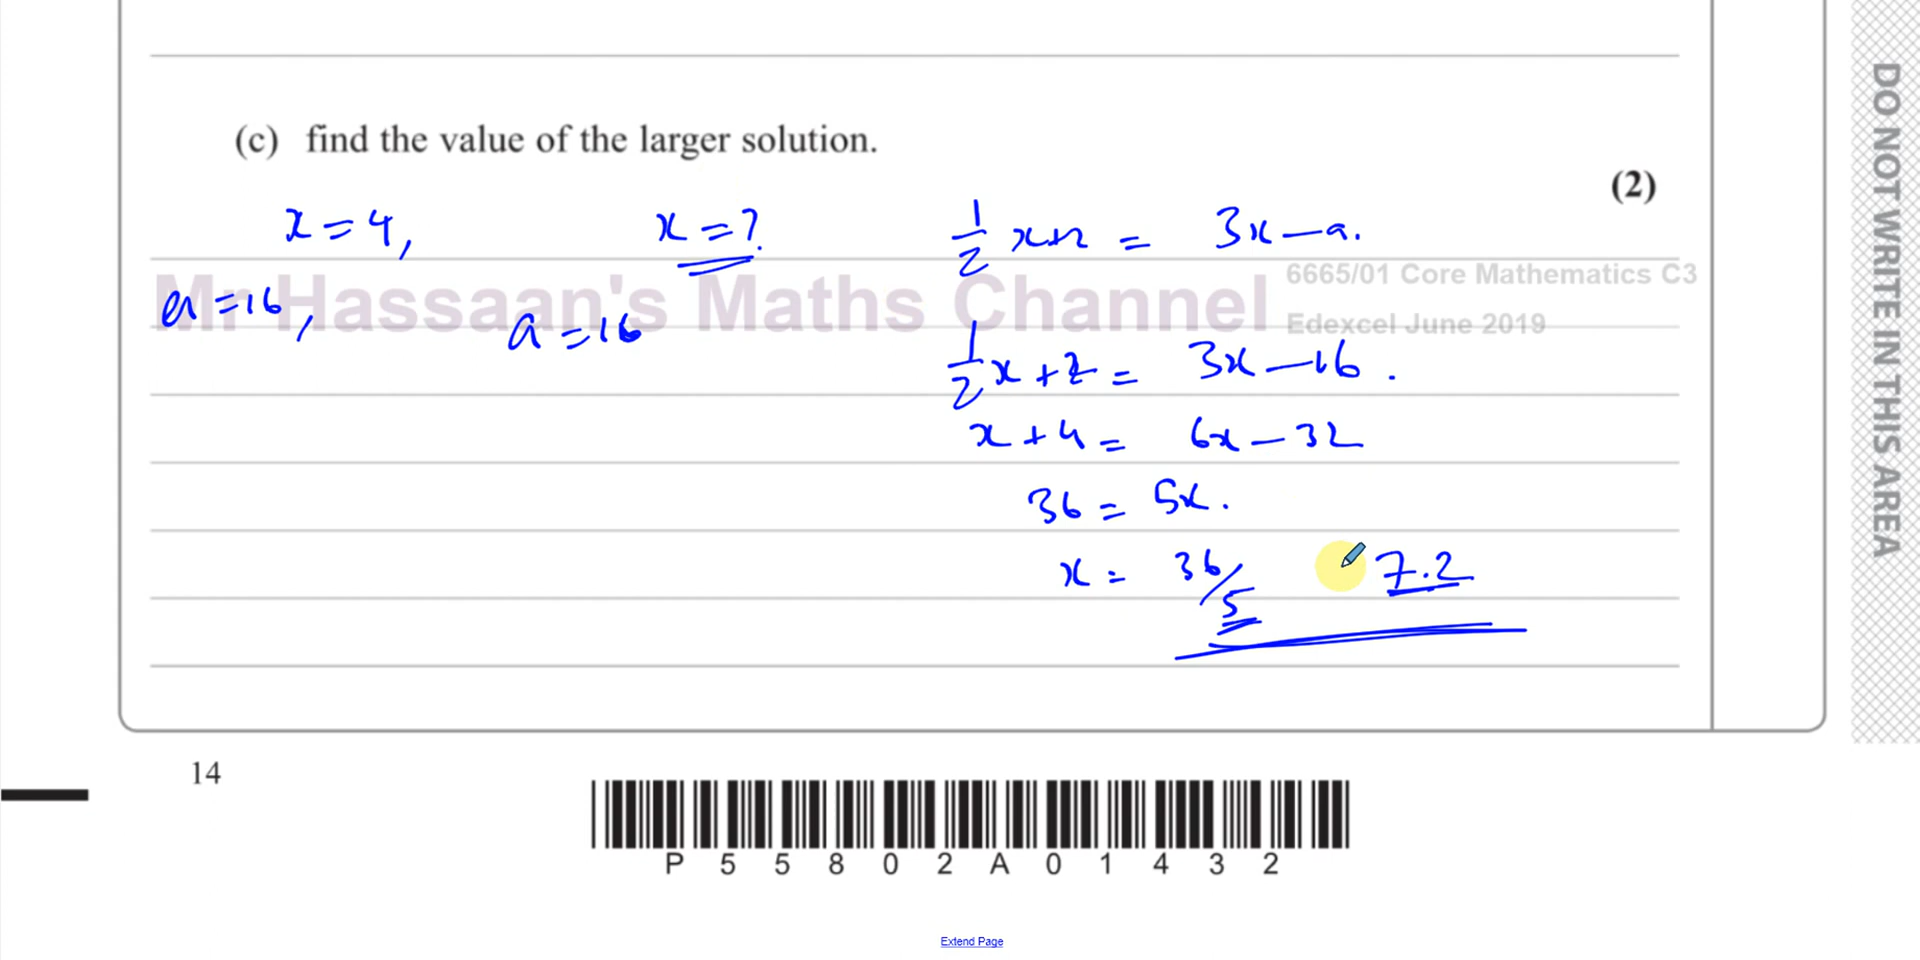 (c) find the value of the larger solution.
(2)
x = 4, x = ?
a = 16, a = 16
½x+2 = 3x − a.
½x + 2 = 3x − 16.
x + 4 = 6x − 32
36 = 5x.
x = 36/5 7.2
Mr Hassaan's Maths Channel
6665/01 Core Mathematics C3
Edexcel June 2019
DO NOT WRITE IN THIS AREA
14
P 5 5 8 0 2 A 0 1 4 3 2
Extend Page